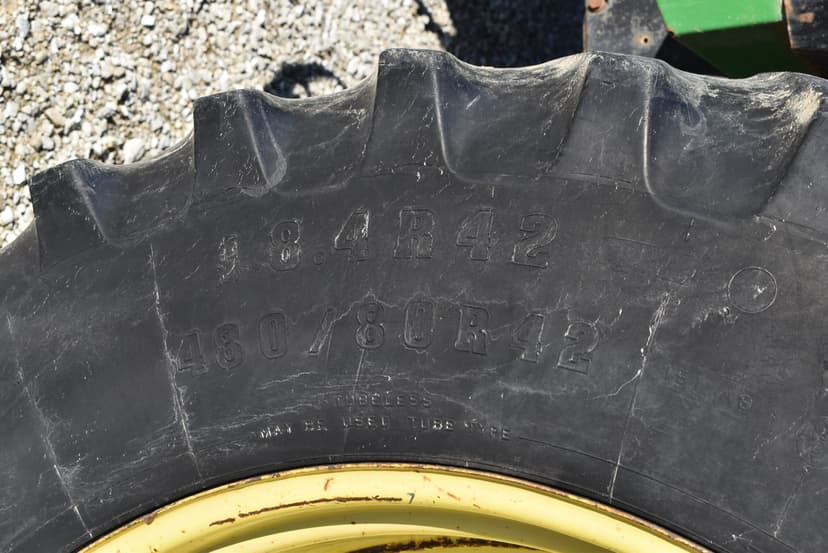 18.4R42
480/80R42
TUBELESS
MAY BE USED TUBE TYPE